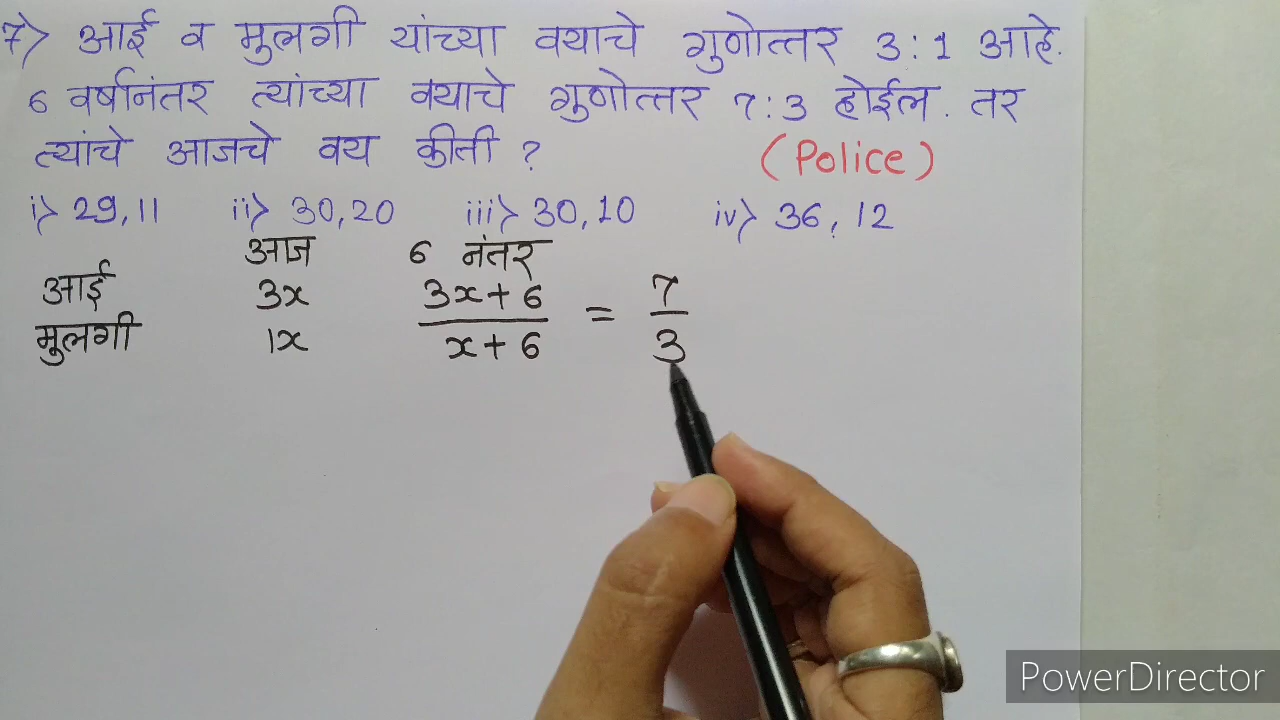 7> आई व मुलगी यांच्या वयाचे गुणोत्तर 3:1 आहे.
6 वर्षानंतर त्यांच्या वयाचे गुणोत्तर 7:3 होईल. तर
त्यांचे आजचे वय कीती ? (Police)
i> 29,11 ii> 30,20 iii> 30,10 iv> 36,12
आज 6 नंतर
आई 3x 3x+6 = 7
मुलगी 1x x+6 3
PowerDirector